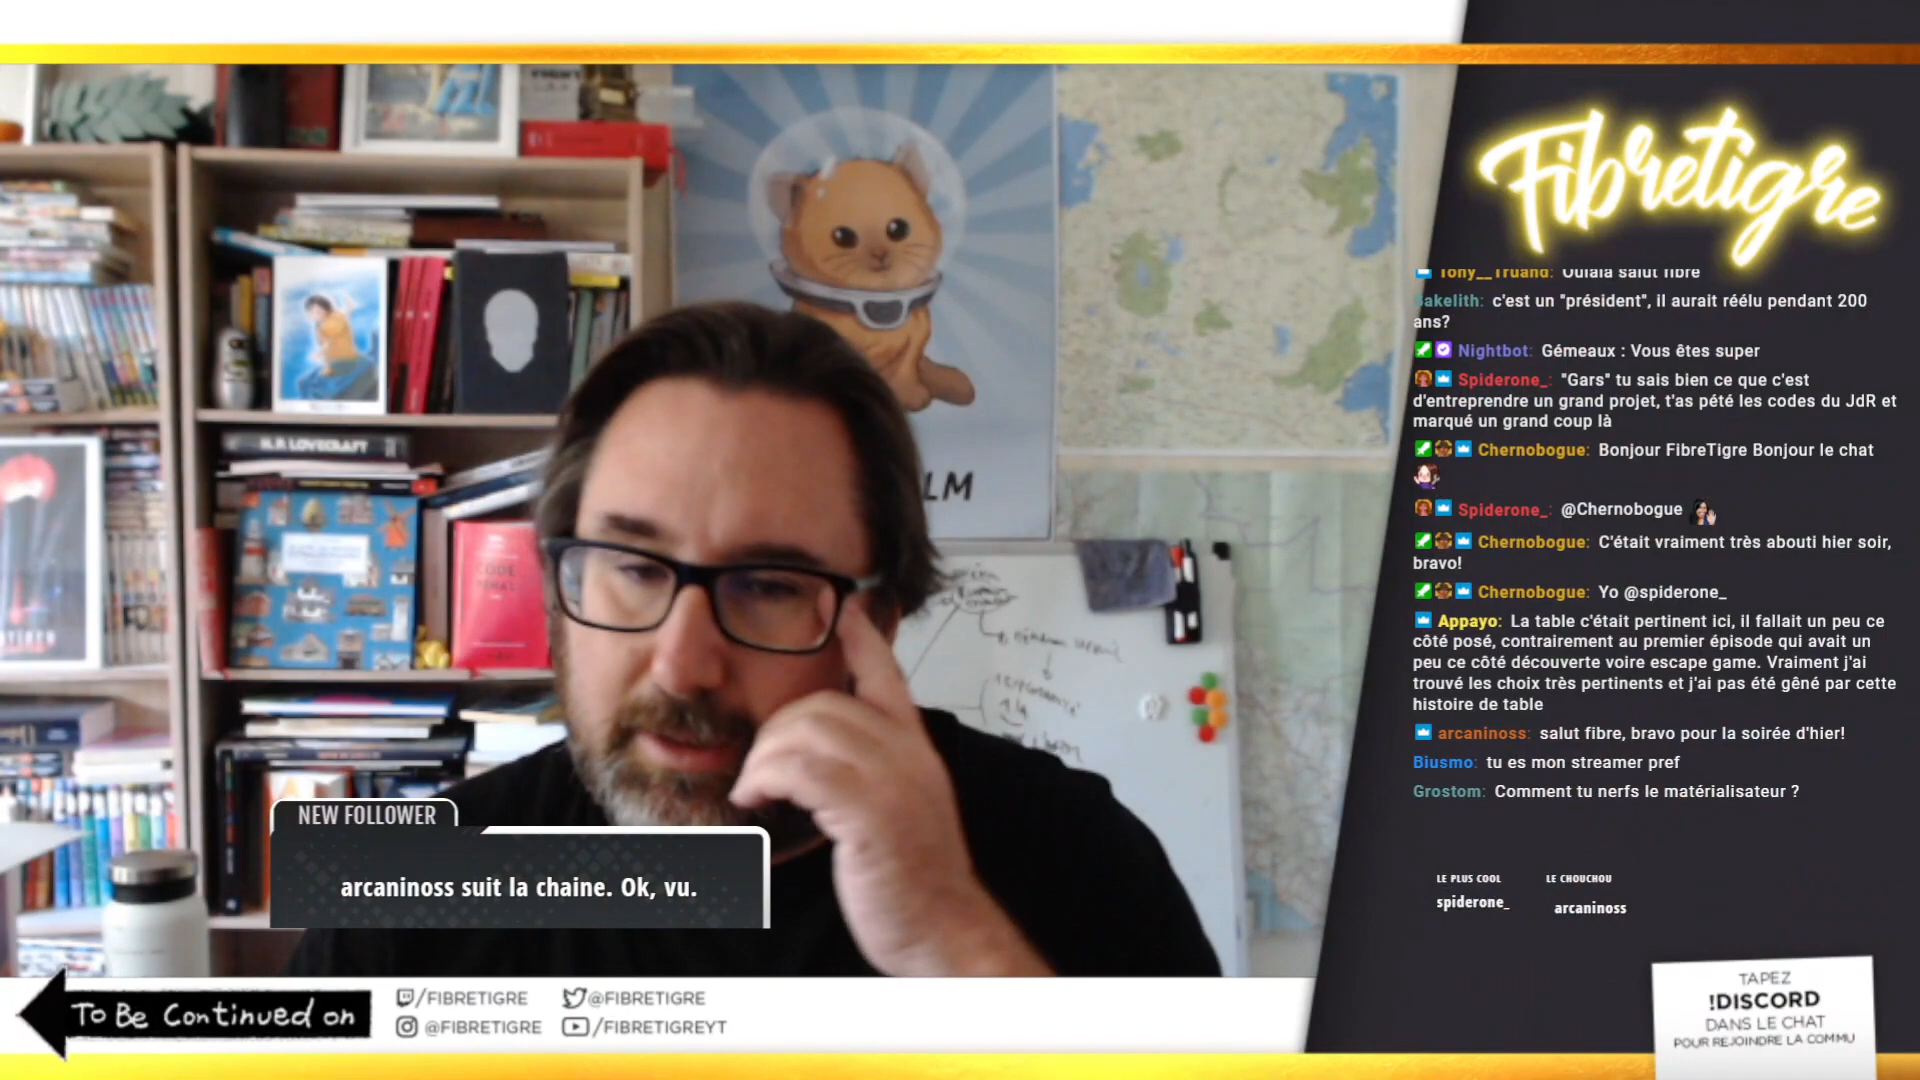 Fibretigre
Tony__Truand: Oulala salut fibre
Bakelith: c'est un "président", il aurait réélu pendant 200
ans?
Nightbot: Gémeaux : Vous êtes super
Spiderone_: "Gars" tu sais bien ce que c'est
d'entreprendre un grand projet, t'as pété les codes du JdR et
marqué un grand coup là
Chernobogue: Bonjour FibreTigre Bonjour le chat
Spiderone_: @Chernobogue
Chernobogue: C'était vraiment très abouti hier soir,
bravo!
Chernobogue: Yo @spiderone_
Appayo: La table c'était pertinent ici, il fallait un peu ce
côté posé, contrairement au premier épisode qui avait un
peu ce côté découverte voire escape game. Vraiment j'ai
trouvé les choix très pertinents et j'ai pas été gêné par cette
histoire de table
arcaninoss: salut fibre, bravo pour la soirée d'hier!
Biusmo: tu es mon streamer pref
Grostom: Comment tu nerfs le matérialisateur ?
LE PLUS COOL
spiderone_
LE CHOUCHOU
arcaninoss
H.P. LOVECRAFT
CODE
LM
NEW FOLLOWER
arcaninoss suit la chaine. Ok, vu.
To Be Continued on
/FIBRETIGRE
@FIBRETIGRE
@FIBRETIGRE
/FIBRETIGREYT
TAPEZ
!DISCORD
DANS LE CHAT
POUR REJOINDRE LA COMMU